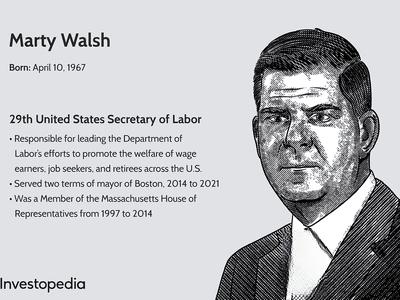 Marty Walsh
Born: April 10, 1967
29th United States Secretary of Labor
• Responsible for leading the Department of
Labor's efforts to promote the welfare of wage
earners, job seekers, and retirees across the U.S.
• Served two terms of mayor of Boston, 2014 to 2021
• Was a Member of the Massachusetts House of
Representatives from 1997 to 2014
Investopedia